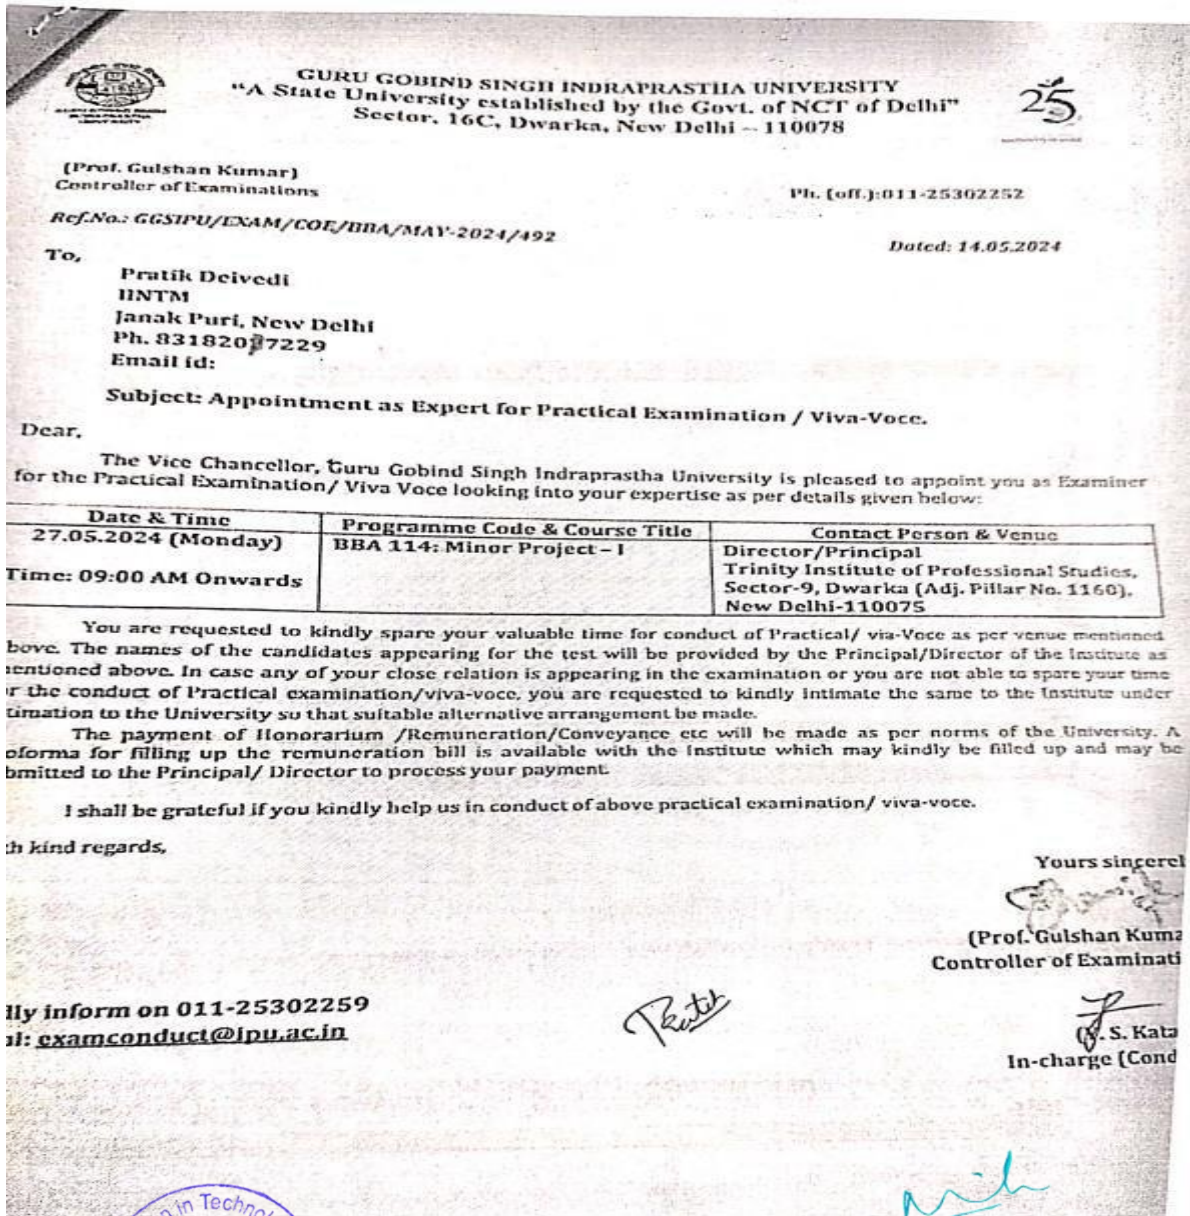 GURU GOBIND SINGH INDRAPRASTHA UNIVERSITY
"A State University established by the Govt. of NCT of Delhi"
Sector, 16C, Dwarka, New Delhi – 110078
25
(Prof. Gulshan Kumar)
Controller of Examinations
Ph. (off.):011-25302252
Ref.No.: GGSIPU/EXAM/COE/BBA/MAY-2024/492
Dated: 14.05.2024
To,
Pratik Deivedi
IINTM
Janak Puri, New Delhi
Ph. 83182077229
Email id:
Subject: Appointment as Expert for Practical Examination / Viva-Voce.
Dear,
The Vice Chancellor, Guru Gobind Singh Indraprastha University is pleased to appoint you as Examiner
for the Practical Examination/ Viva Voce looking into your expertise as per details given below:
Date & Time Programme Code & Course Title Contact Person & Venue
27.05.2024 (Monday) BBA 114: Minor Project – I Director/Principal
Trinity Institute of Professional Studies,
Time: 09:00 AM Onwards Sector-9, Dwarka (Adj. Pillar No. 1160),
New Delhi-110075
You are requested to kindly spare your valuable time for conduct of Practical/ via-Voce as per venue mentioned
bove. The names of the candidates appearing for the test will be provided by the Principal/Director of the Institute as
entioned above. In case any of your close relation is appearing in the examination or you are not able to spare your time
r the conduct of Practical examination/viva-voce, you are requested to kindly intimate the same to the Institute under
timation to the University so that suitable alternative arrangement be made.
The payment of Honorarium /Remuneration/Conveyance etc will be made as per norms of the University. A
oforma for filling up the remuneration bill is available with the Institute which may kindly be filled up and may be
bmitted to the Principal/ Director to process your payment.
I shall be grateful if you kindly help us in conduct of above practical examination/ viva-voce.
th kind regards,
Yours sincerel
(Prof. Gulshan Kuma
Controller of Examinati
lly inform on 011-25302259
il: examconduct@ipu.ac.in
S. Kata
In-charge (Cond
in Techno